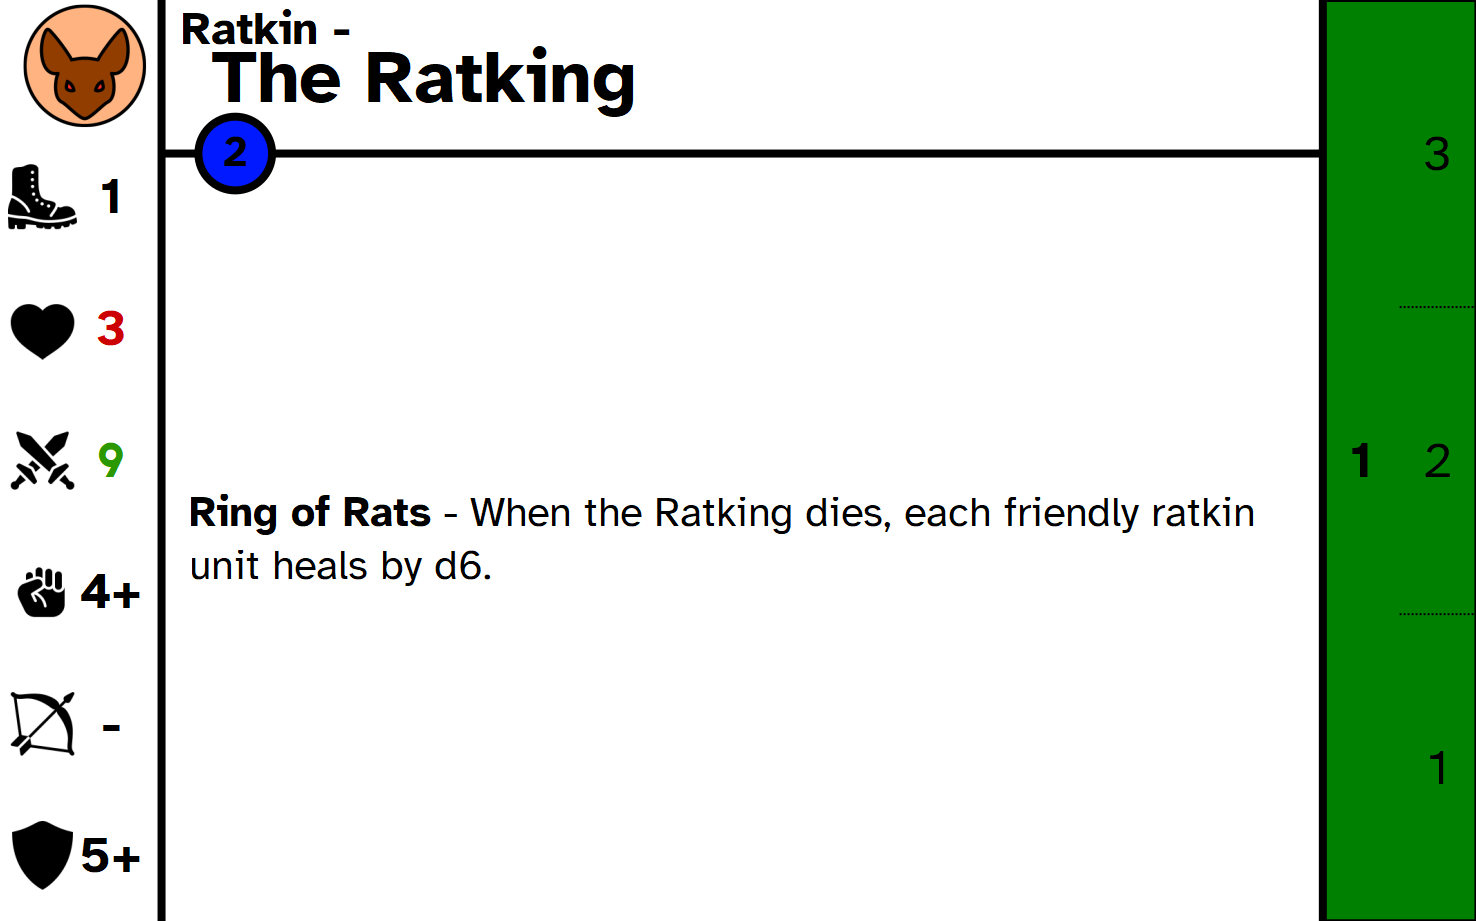 Ratkin -
The Ratking
2
1
3
9
4+
-
5+
Ring of Rats - When the Ratking dies, each friendly ratkin
unit heals by d6.
3
1 2
1